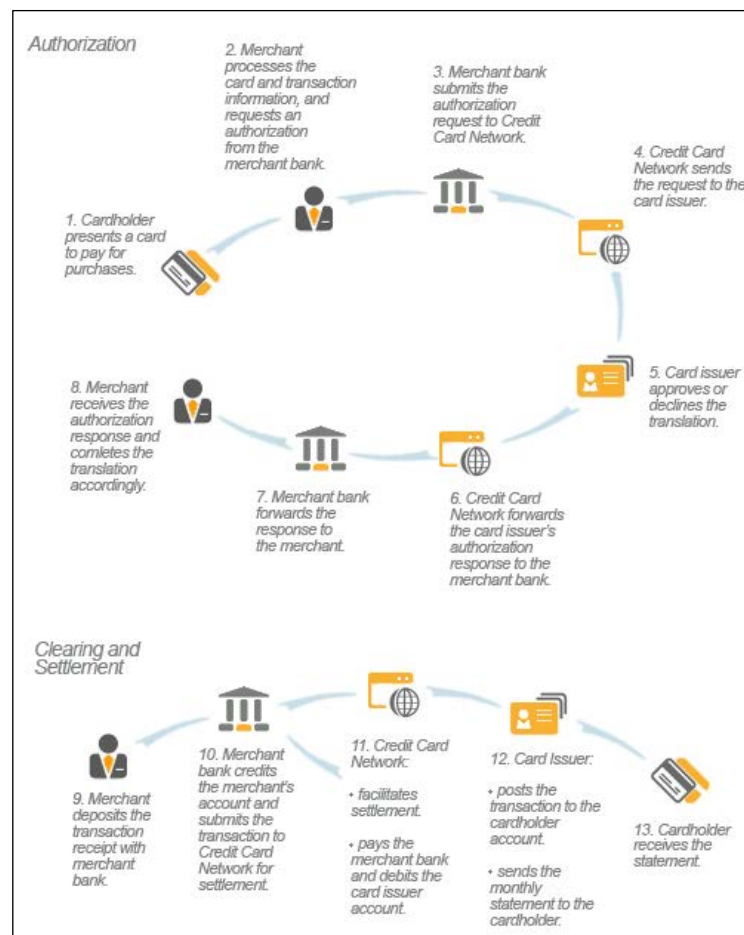 Authorization
1. Cardholder
presents a card
to pay for
purchases.
2. Merchant
processes the
card and transaction
information, and
requests an
authorization
from the
merchant bank.
3. Merchant bank
submits the
authorization
request to Credit
Card Network.
4. Credit Card
Network sends
the request to the
card issuer.
5. Card issuer
approves or
declines the
translation.
6. Credit Card
Network forwards
the card issuer's
authorization
response to the
merchant bank.
7. Merchant bank
forwards the
response to
the merchant.
8. Merchant
receives the
authorization
response and
comletes the
translation
accordingly.
Clearing and
Settlement
9. Merchant
deposits the
transaction
receipt with
merchant
bank.
10. Merchant
bank credits
the merchant's
account and
submits the
transaction to
Credit Card
Network for
settlement.
11. Credit Card
Network:
• facilitates
settlement.
• pays the
merchant bank
and debits the
card issuer
account.
12. Card Issuer:
• posts the
transaction to the
cardholder
account.
• sends the
monthly
statement to the
cardholder.
13. Cardholder
receives the
statement.